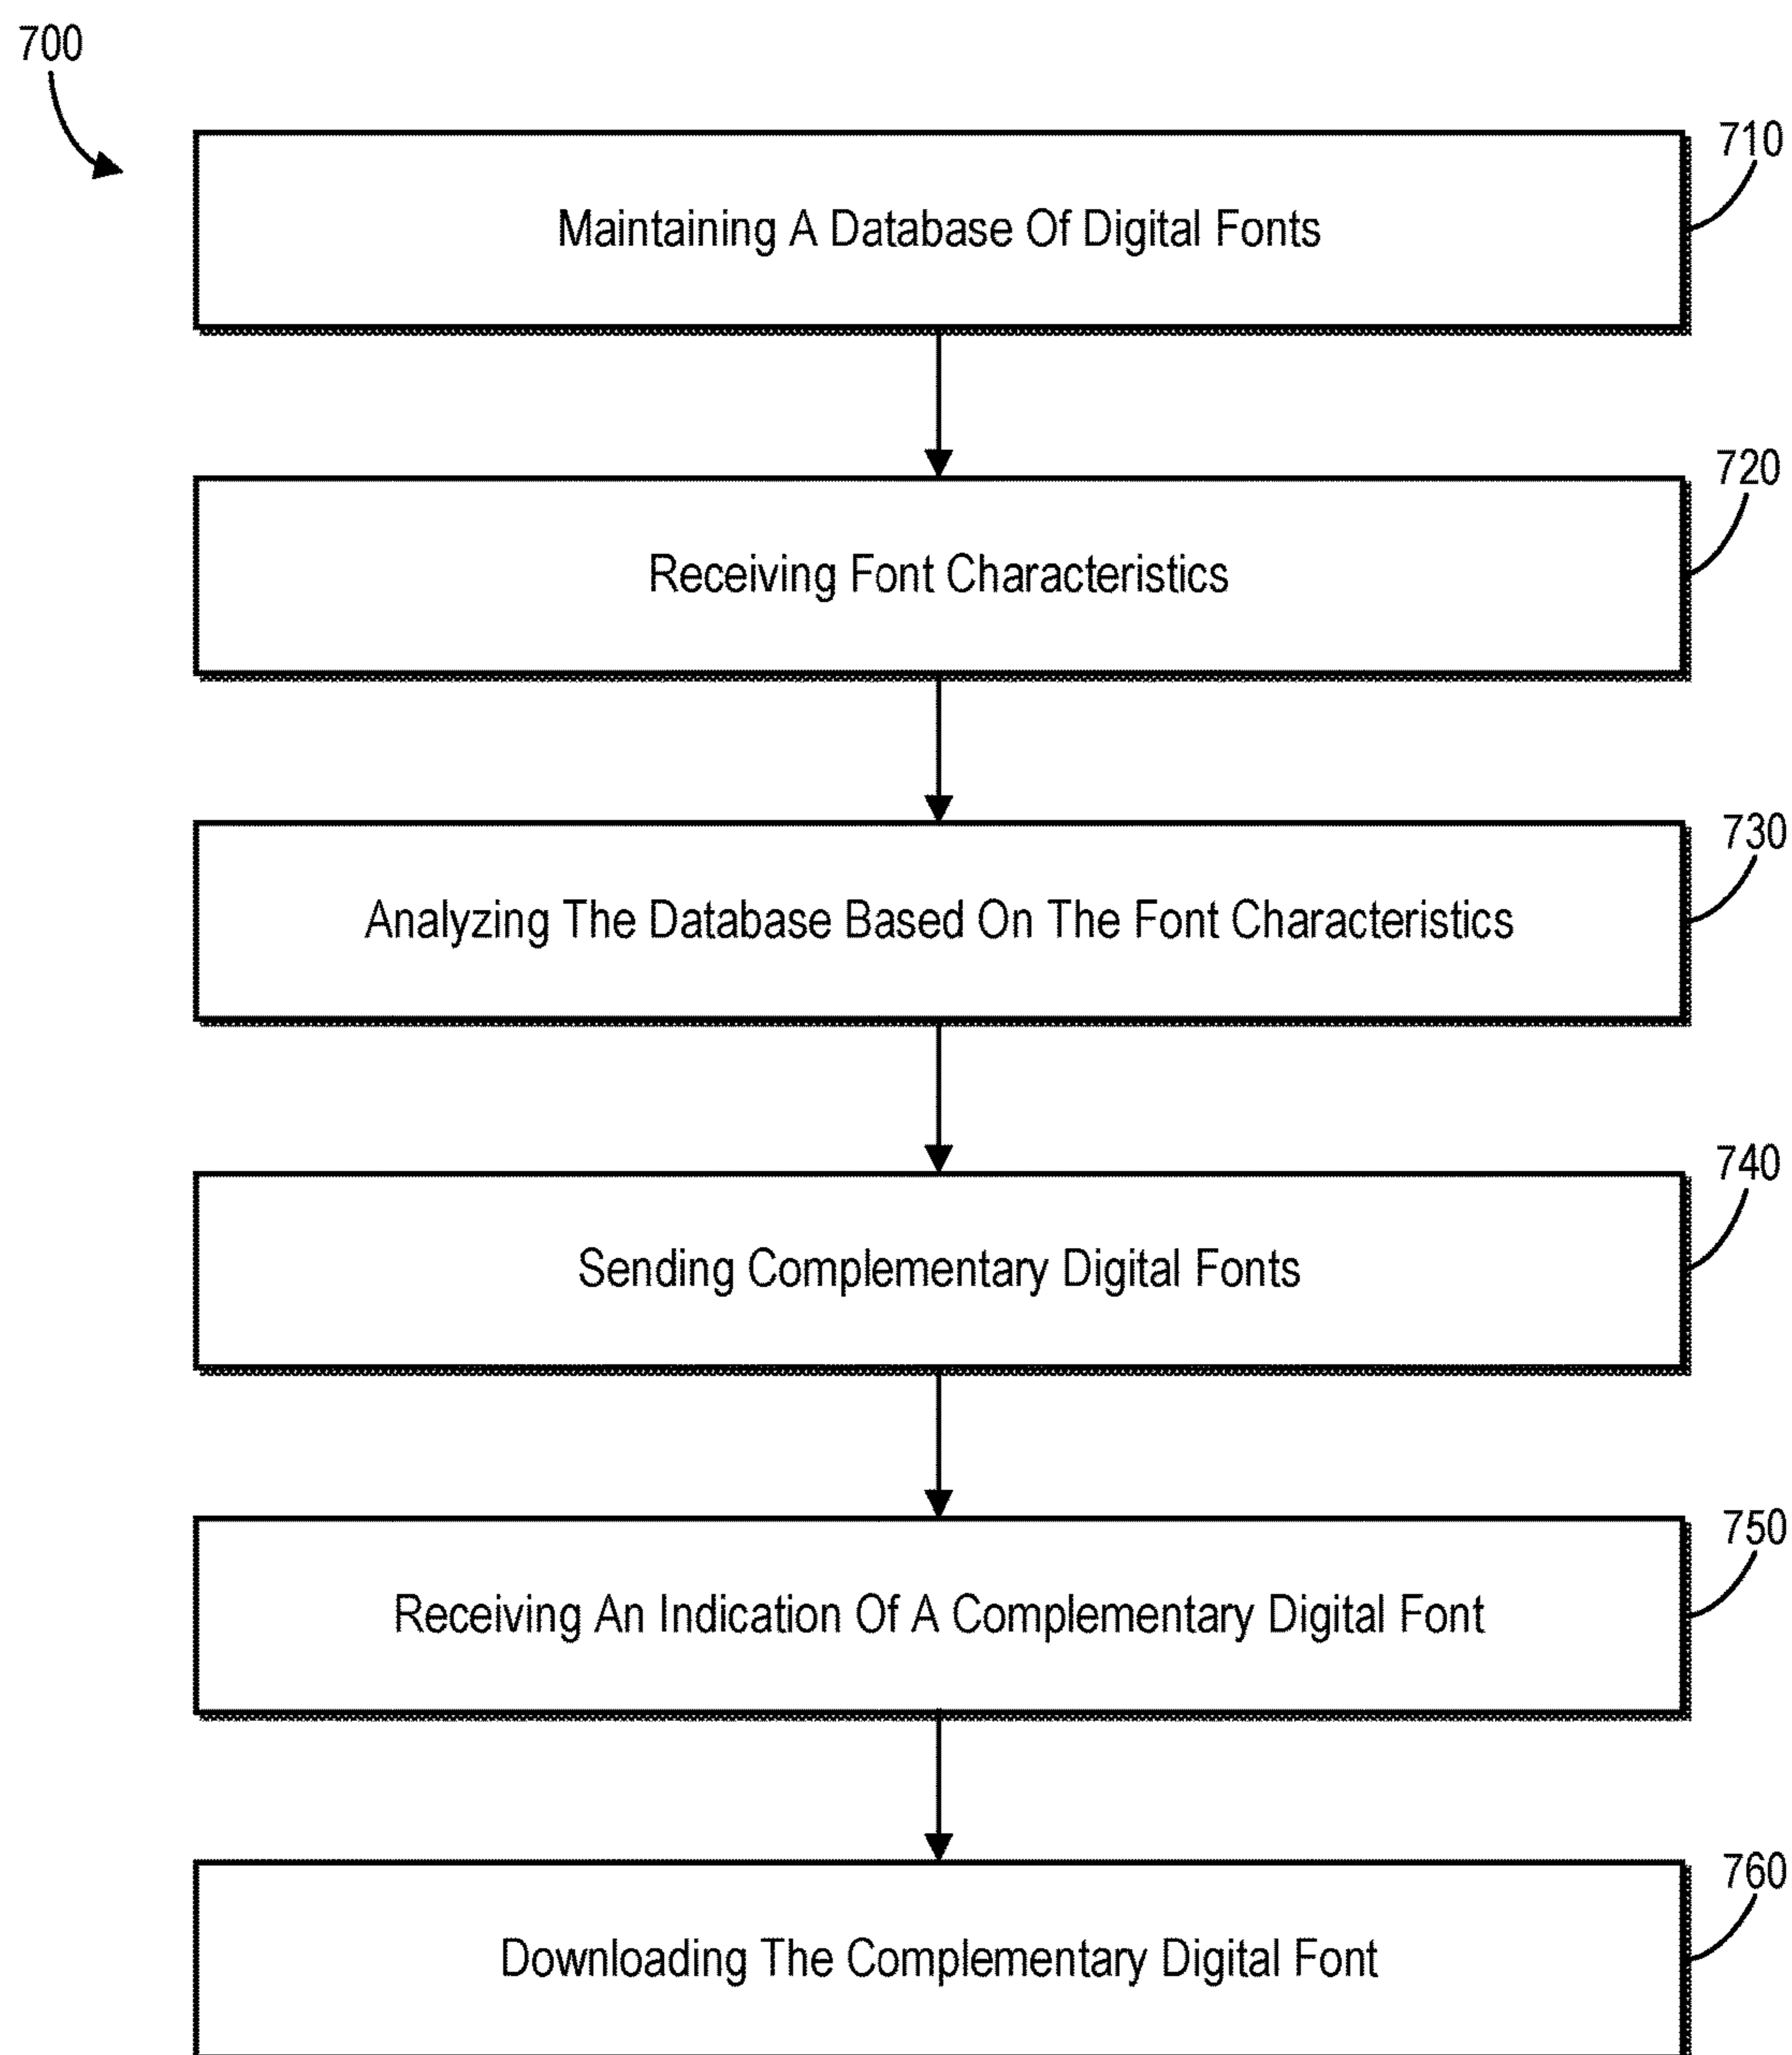 700
710
Maintaining A Database Of Digital Fonts
720
Receiving Font Characteristics
730
Analyzing The Database Based On The Font Characteristics
740
Sending Complementary Digital Fonts
750
Receiving An Indication Of A Complementary Digital Font
760
Downloading The Complementary Digital Font